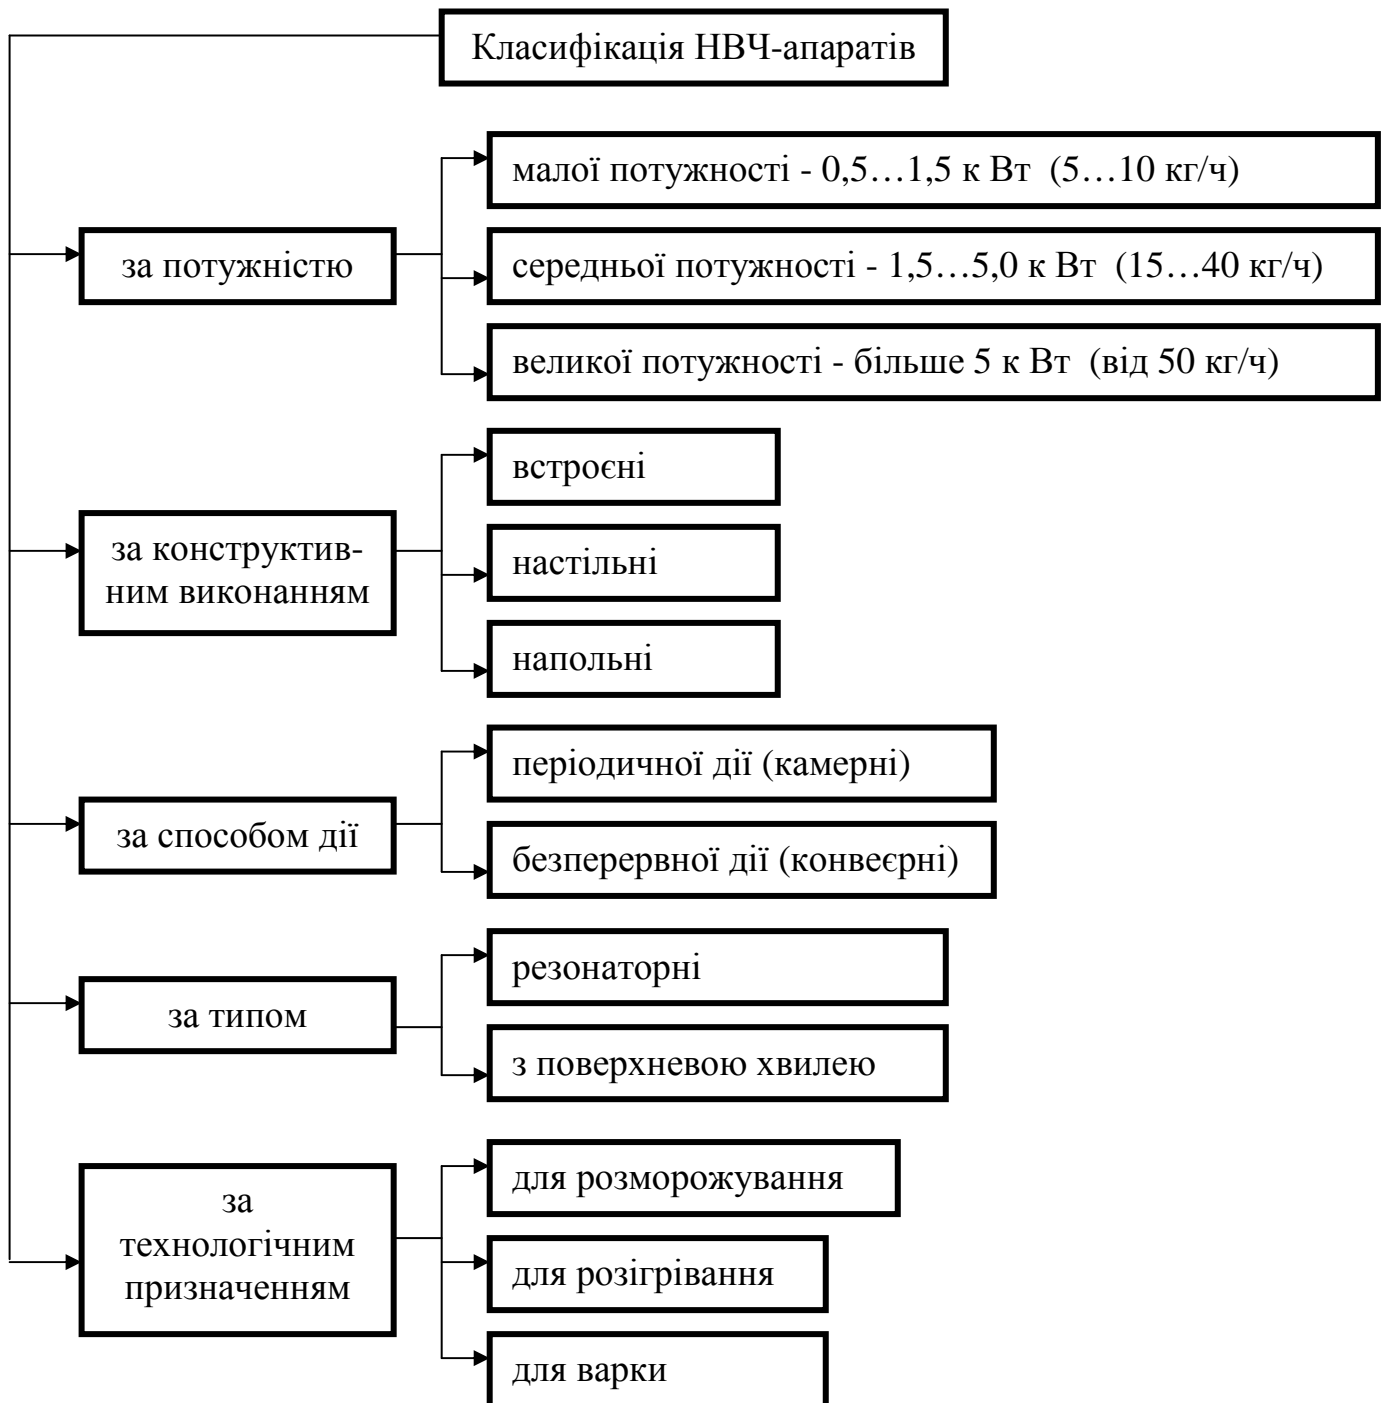 Класифікація НВЧ-апаратів
за потужністю
малої потужності - 0,5…1,5 к Вт (5…10 кг/ч)
середньої потужності - 1,5…5,0 к Вт (15…40 кг/ч)
великої потужності - більше 5 к Вт (від 50 кг/ч)
за конструктив-
ним виконанням
встроєні
настільні
напольні
за способом дії
періодичної дії (камерні)
безперервної дії (конвеєрні)
за типом
резонаторні
з поверхневою хвилею
за
технологічним
призначенням
для розморожування
для розігрівання
для варки